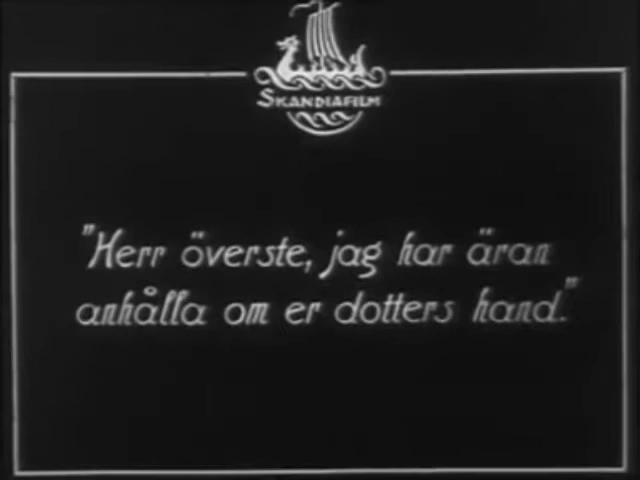 SKANDIAFILM
"Herr överste, jag har äran
anhålla om er dotters hand."